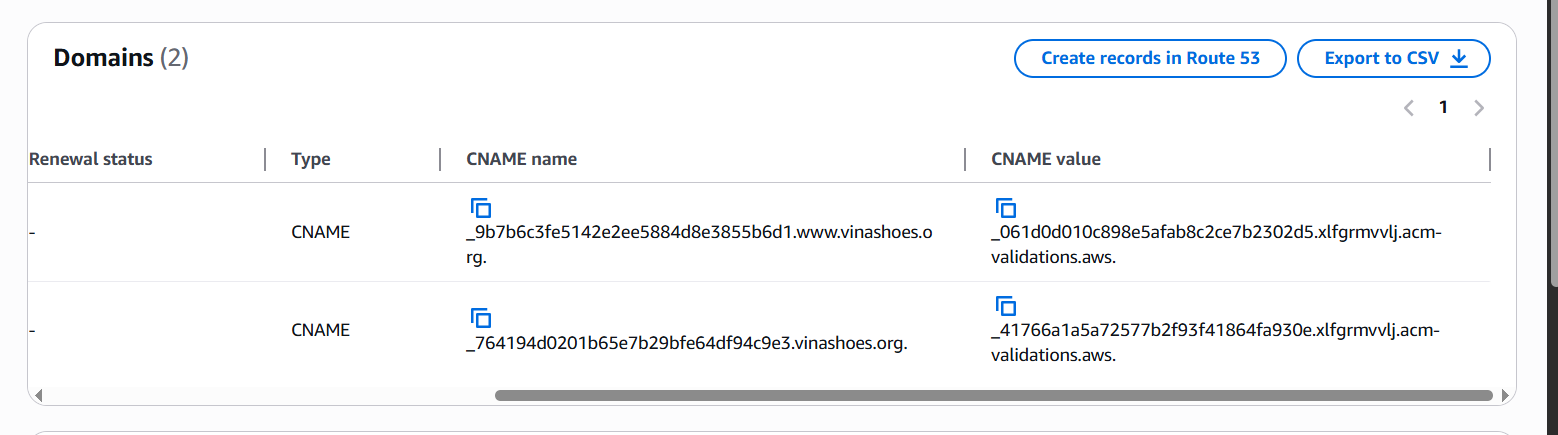 Domains (2)
Create records in Route 53
Export to CSV
1
Renewal status
Type
CNAME name
CNAME value
-
CNAME
_9b7b6c3fe5142e2ee5884d8e3855b6d1.www.vinashoes.o
rg.
_061d0d010c898e5afab8c2ce7b2302d5.xlfgrmvvlj.acm-
validations.aws.
-
CNAME
_764194d0201b65e7b29bfe64df94c9e3.vinashoes.org.
_41766a1a5a72577b2f93f41864fa930e.xlfgrmvvlj.acm-
validations.aws.